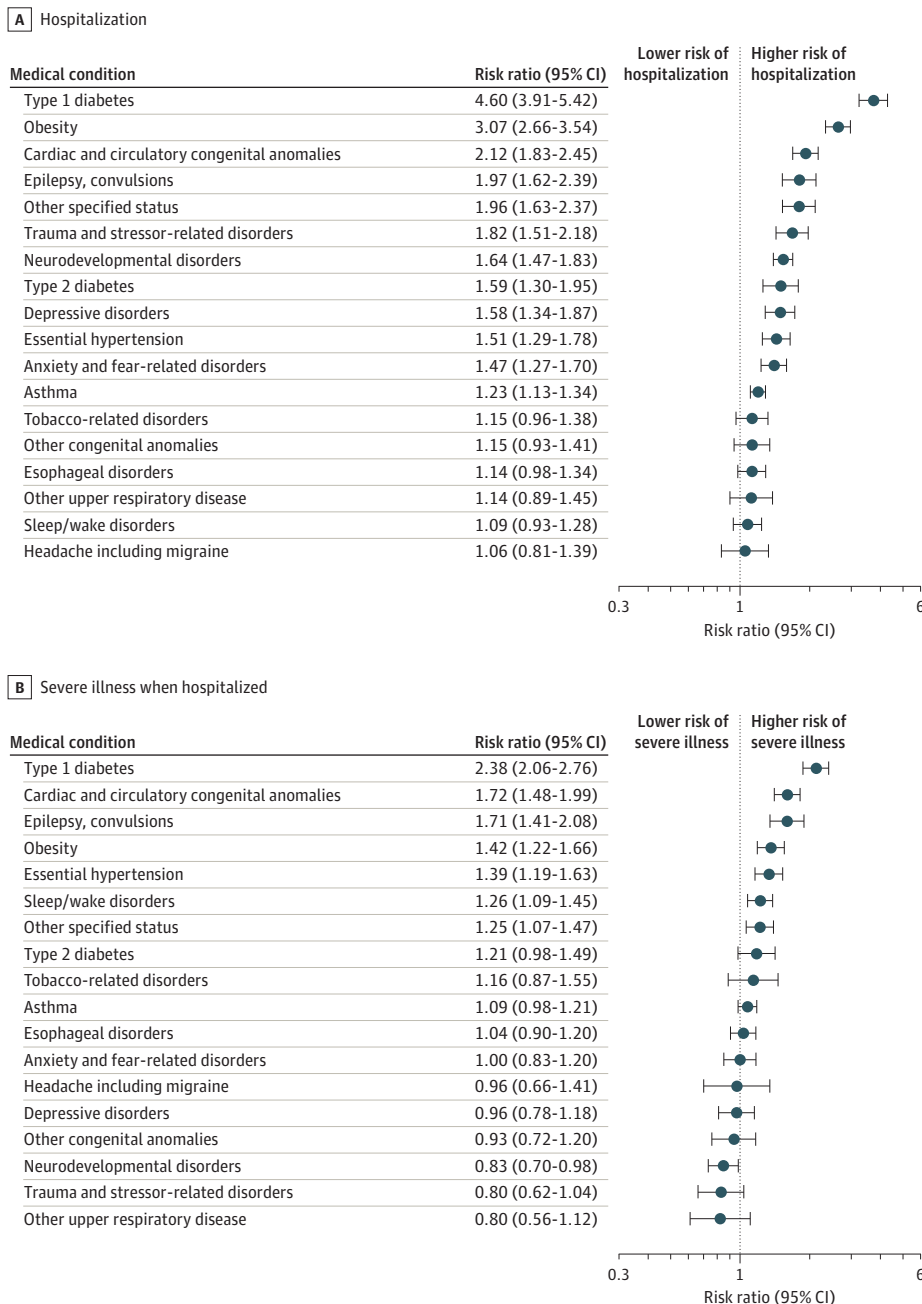 A Hospitalization
Lower risk of hospitalization
Higher risk of hospitalization
Medical condition Risk ratio (95% CI)
Type 1 diabetes 4.60 (3.91-5.42)
Obesity 3.07 (2.66-3.54)
Cardiac and circulatory congenital anomalies 2.12 (1.83-2.45)
Epilepsy, convulsions 1.97 (1.62-2.39)
Other specified status 1.96 (1.63-2.37)
Trauma and stressor-related disorders 1.82 (1.51-2.18)
Neurodevelopmental disorders 1.64 (1.47-1.83)
Type 2 diabetes 1.59 (1.30-1.95)
Depressive disorders 1.58 (1.34-1.87)
Essential hypertension 1.51 (1.29-1.78)
Anxiety and fear-related disorders 1.47 (1.27-1.70)
Asthma 1.23 (1.13-1.34)
Tobacco-related disorders 1.15 (0.96-1.38)
Other congenital anomalies 1.15 (0.93-1.41)
Esophageal disorders 1.14 (0.98-1.34)
Other upper respiratory disease 1.14 (0.89-1.45)
Sleep/wake disorders 1.09 (0.93-1.28)
Headache including migraine 1.06 (0.81-1.39)
0.3 1 6
Risk ratio (95% CI)
B Severe illness when hospitalized
Lower risk of severe illness
Higher risk of severe illness
Medical condition Risk ratio (95% CI)
Type 1 diabetes 2.38 (2.06-2.76)
Cardiac and circulatory congenital anomalies 1.72 (1.48-1.99)
Epilepsy, convulsions 1.71 (1.41-2.08)
Obesity 1.42 (1.22-1.66)
Essential hypertension 1.39 (1.19-1.63)
Sleep/wake disorders 1.26 (1.09-1.45)
Other specified status 1.25 (1.07-1.47)
Type 2 diabetes 1.21 (0.98-1.49)
Tobacco-related disorders 1.16 (0.87-1.55)
Asthma 1.09 (0.98-1.21)
Esophageal disorders 1.04 (0.90-1.20)
Anxiety and fear-related disorders 1.00 (0.83-1.20)
Headache including migraine 0.96 (0.66-1.41)
Depressive disorders 0.96 (0.78-1.18)
Other congenital anomalies 0.93 (0.72-1.20)
Neurodevelopmental disorders 0.83 (0.70-0.98)
Trauma and stressor-related disorders 0.80 (0.62-1.04)
Other upper respiratory disease 0.80 (0.56-1.12)
0.3 1 6
Risk ratio (95% CI)